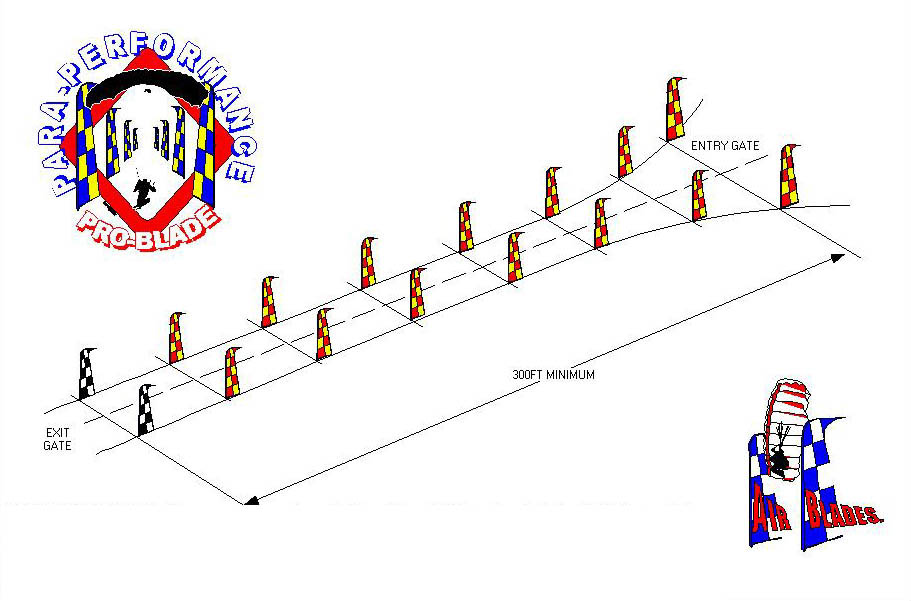 PARA-PERFORMANCE
PRO-BLADE
ENTRY GATE
300FT MINIMUM
EXIT
GATE
AIR BLADES.